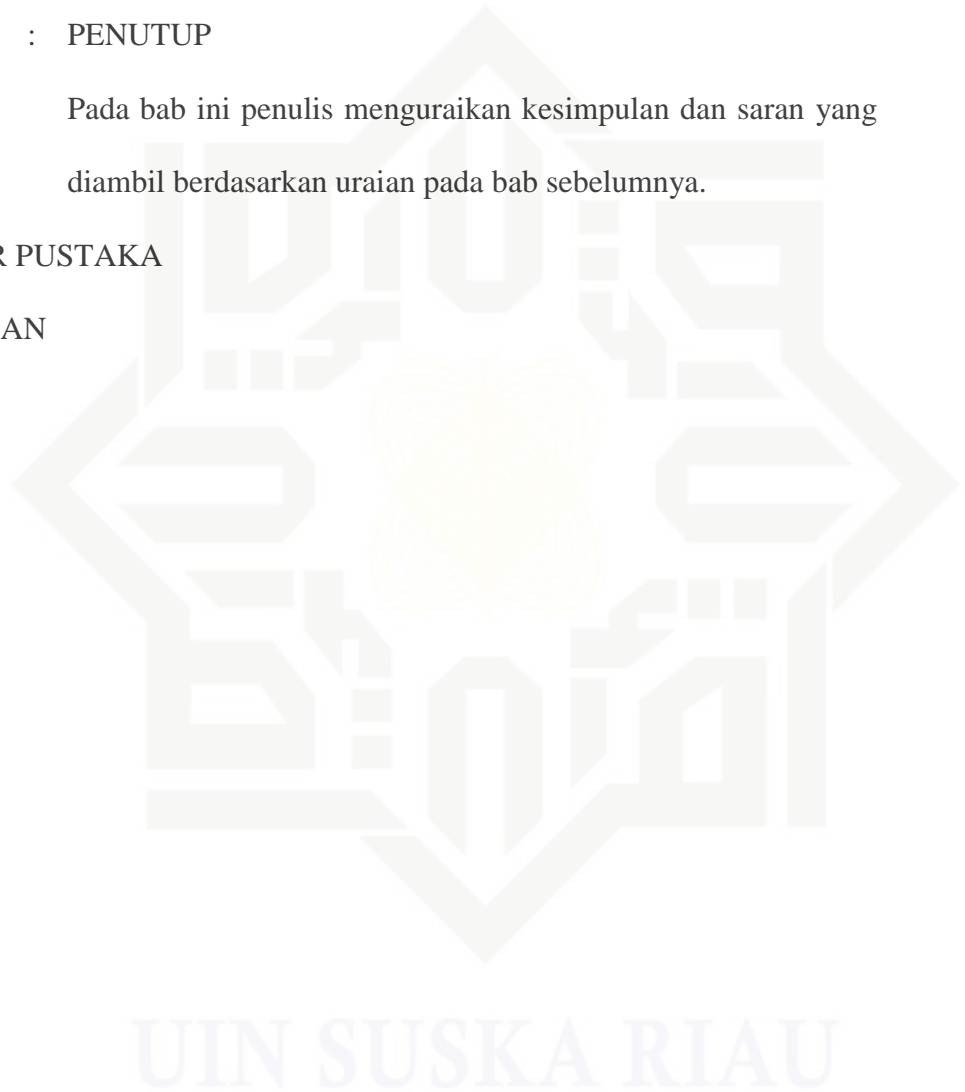 : PENUTUP
Pada bab ini penulis menguraikan kesimpulan dan saran yang
diambil berdasarkan uraian pada bab sebelumnya.
R PUSTAKA
AN
UIN SUSKA RIAU